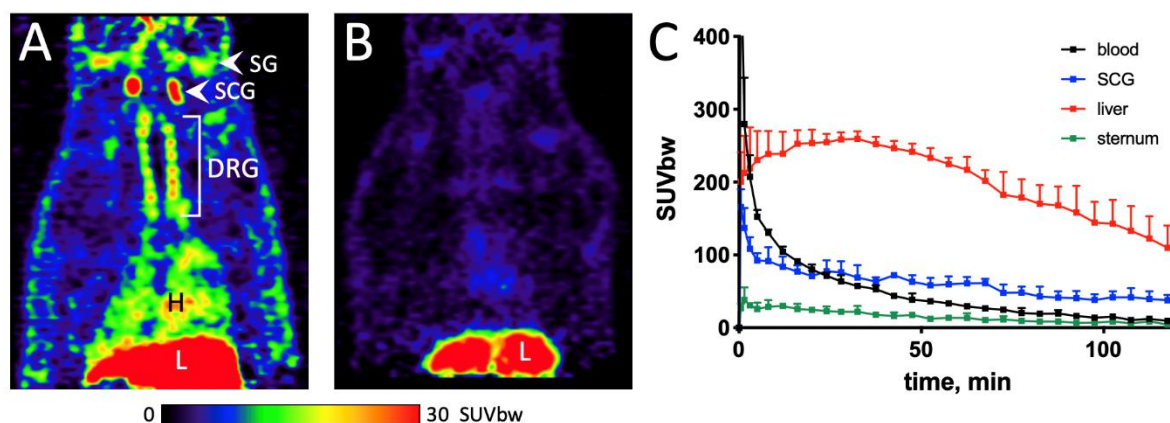 A
SG
SCG
DRG
H
L
0
30 SUVbw
B
L
C
400
300
200
100
0
SUVbw
0
50
100
time, min
blood
SCG
liver
sternum